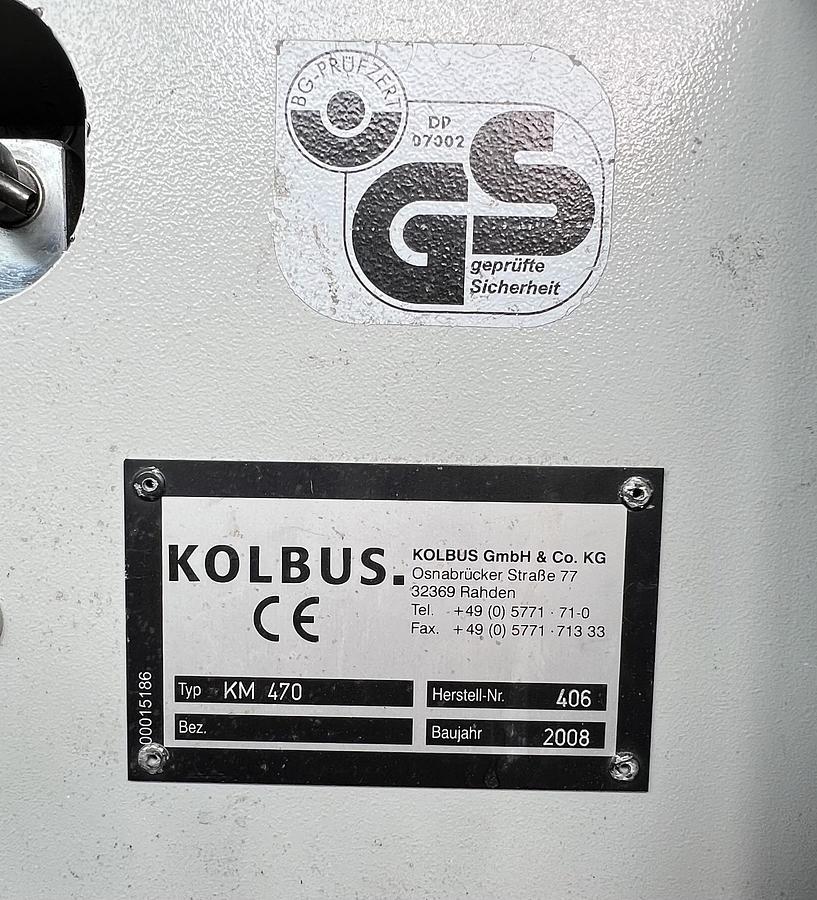 BG-PRÜFZERT
DP
07002
GS
geprüfte
Sicherheit
KOLBUS.
CE
KOLBUS GmbH & Co. KG
Osnabrücker Straße 77
32369 Rahden
Tel. +49 (0) 5771 · 71-0
Fax. +49 (0) 5771 · 713 33
Typ KM 470
Herstell-Nr. 406
Bez.
Baujahr 2008
00015186